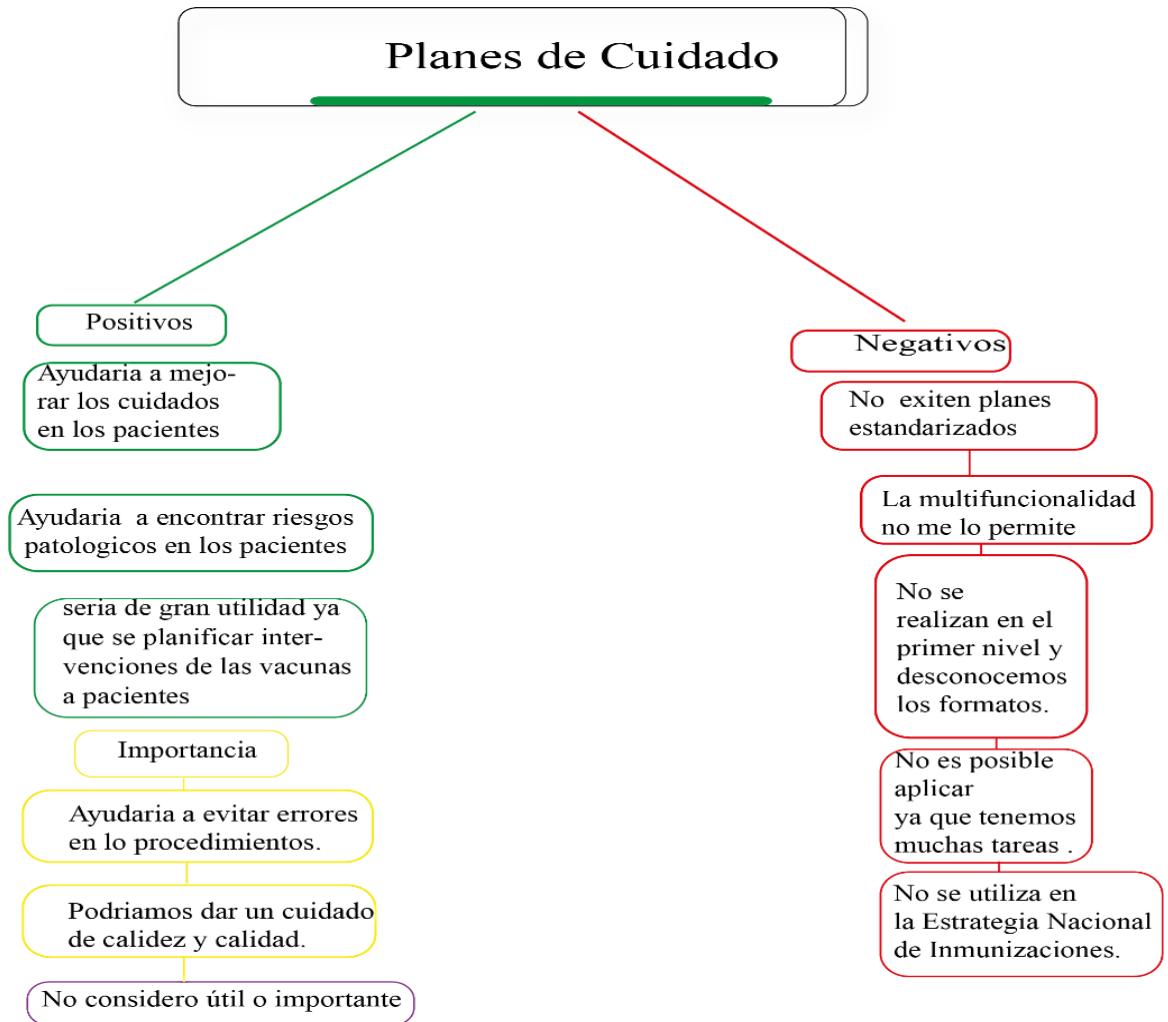 Planes de Cuidado
Positivos
Ayudaria a mejo-
rar los cuidados
en los pacientes
Ayudaria a encontrar riesgos
patologicos en los pacientes
seria de gran utilidad ya
que se planificar inter-
venciones de las vacunas
a pacientes
Importancia
Ayudaria a evitar errores
en lo procedimientos.
Podriamos dar un cuidado
de calidez y calidad.
No considero útil o importante
Negativos
No exiten planes
estandarizados
La multifuncionalidad
no me lo permite
No se
realizan en el
primer nivel y
desconocemos
los formatos.
No es posible
aplicar
ya que tenemos
muchas tareas .
No se utiliza en
la Estrategia Nacional
de Inmunizaciones.